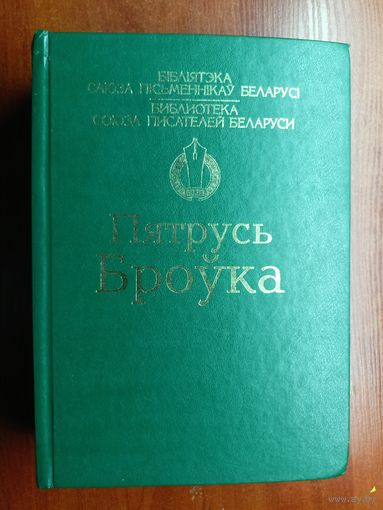 БІБЛІЯТЭКА
САЮЗА ПІСЬМЕННІКАЎ БЕЛАРУСІ
БИБЛИОТЕКА
СОЮЗА ПИСАТЕЛЕЙ БЕЛАРУСИ
Пятрусь
Броўка